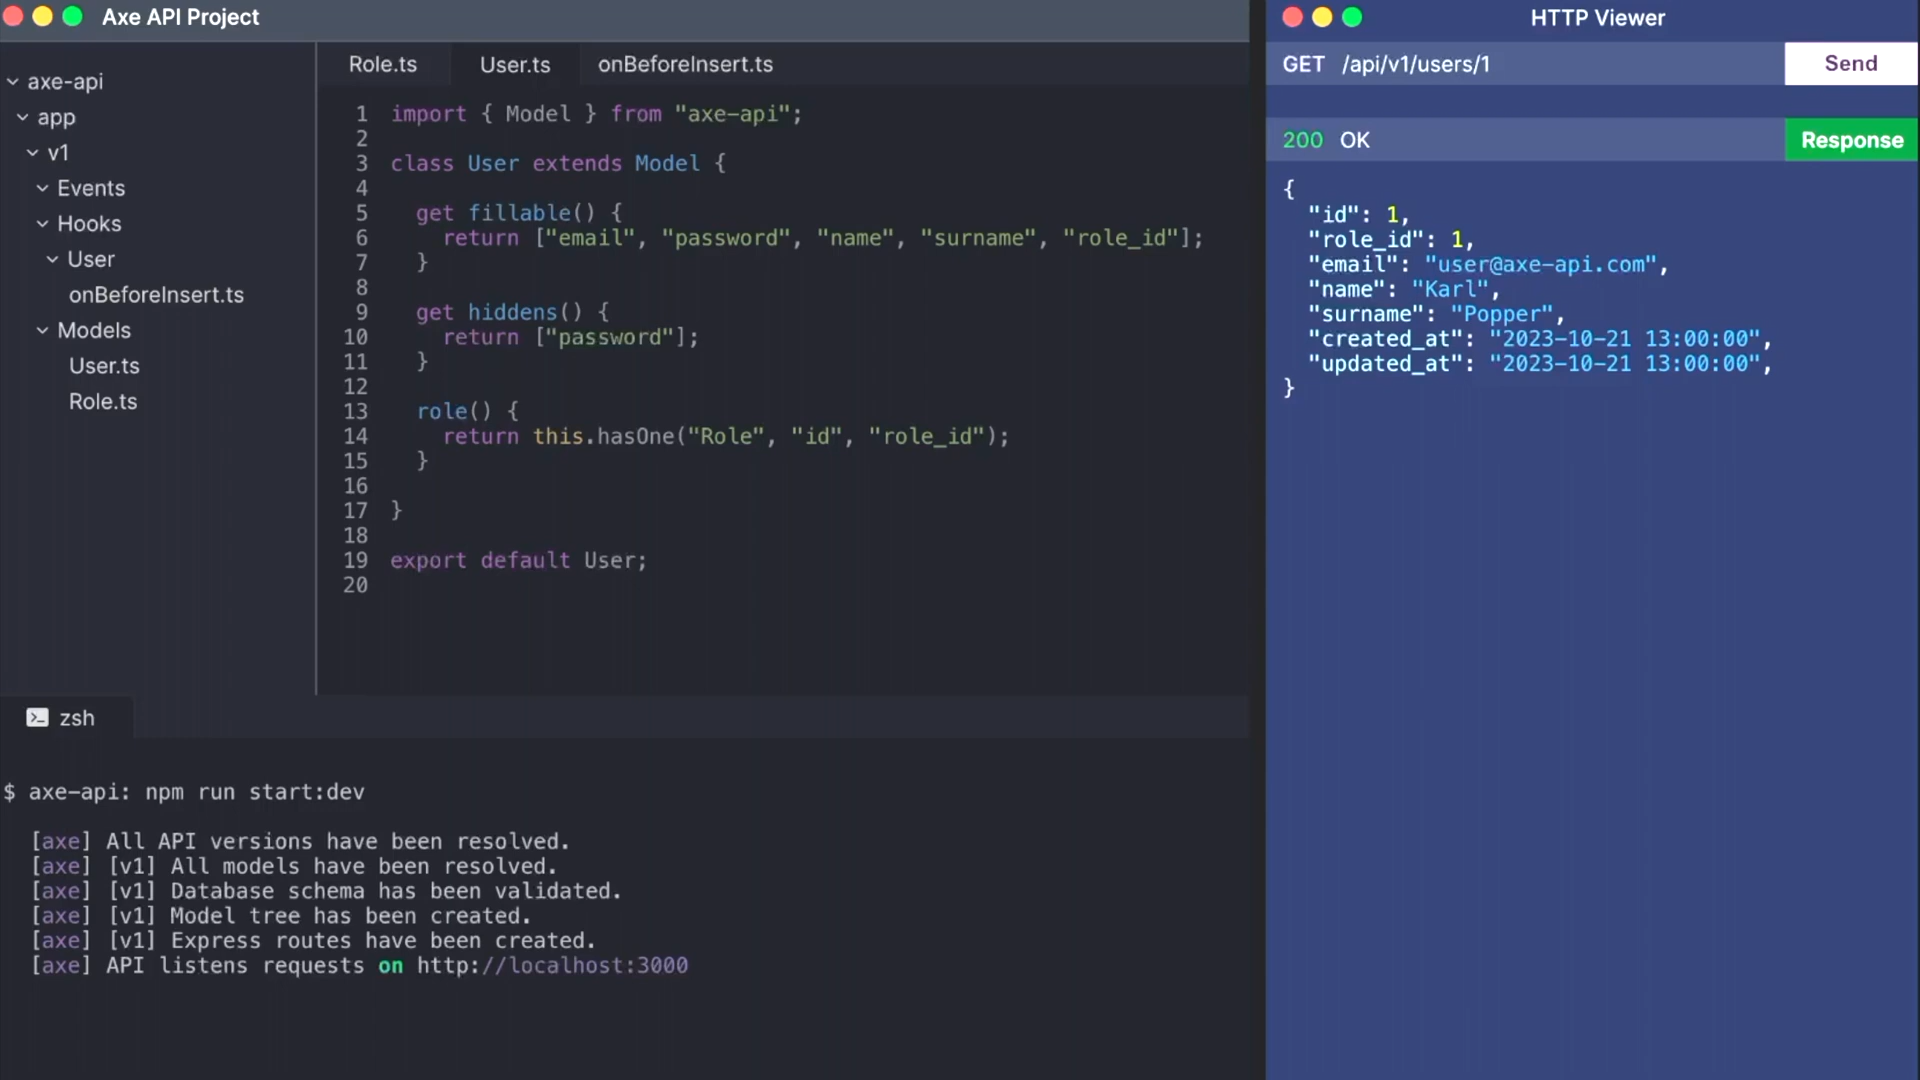 Axe API Project
axe-api
app
v1
Events
Hooks
User
onBeforeInsert.ts
Models
User.ts
Role.ts
Role.ts
User.ts
onBeforeInsert.ts
1 import { Model } from "axe-api";
2
3 class User extends Model {
4
5 get fillable() {
6 return ["email", "password", "name", "surname", "role_id"];
7 }
8
9 get hiddens() {
10 return ["password"];
11 }
12
13 role() {
14 return this.hasOne("Role", "id", "role_id");
15 }
16
17 }
18
19 export default User;
20
zsh
$ axe-api: npm run start:dev
[axe] All API versions have been resolved.
[axe] [v1] All models have been resolved.
[axe] [v1] Database schema has been validated.
[axe] [v1] Model tree has been created.
[axe] [v1] Express routes have been created.
[axe] API listens requests on http://localhost:3000
HTTP Viewer
GET /api/v1/users/1
Send
200 OK
Response
{
"id": 1,
"role_id": 1,
"email": "user@axe-api.com",
"name": "Karl",
"surname": "Popper",
"created_at": "2023-10-21 13:00:00",
"updated_at": "2023-10-21 13:00:00",
}